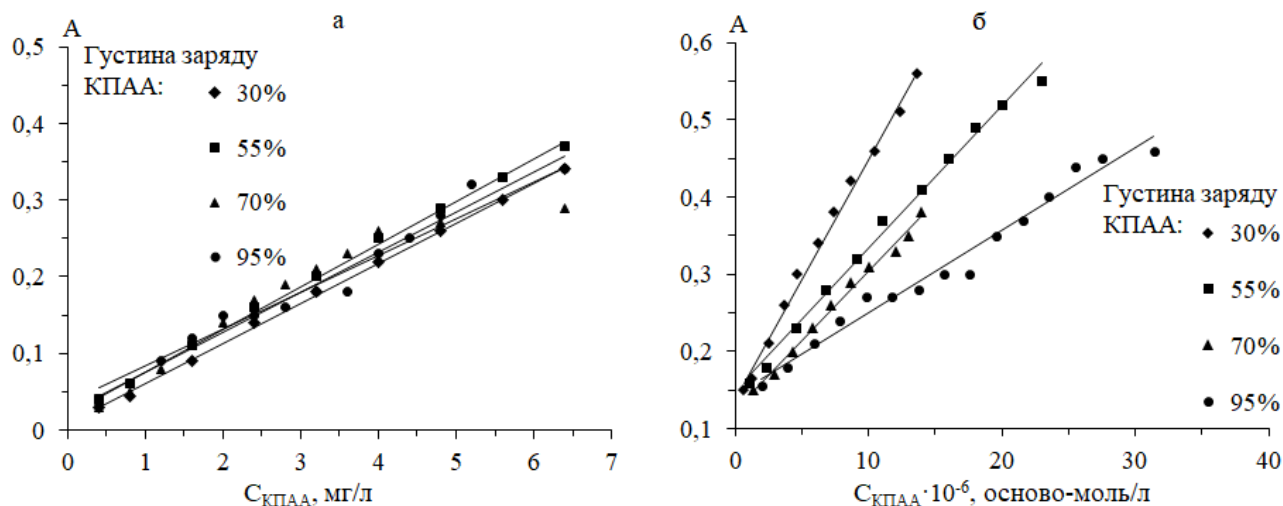 а
А
0,5
0,4
0,3
0,2
0,1
0
0 1 2 3 4 5 6 7
Густина заряду
КПАА:
30%
55%
70%
95%
С_КПАА, мг/л
б
А
0,6
0,5
0,4
0,3
0,2
0,1
0 10 20 30 40
Густина заряду
КПАА:
30%
55%
70%
95%
С_КПАА·10⁻⁶, осново-моль/л